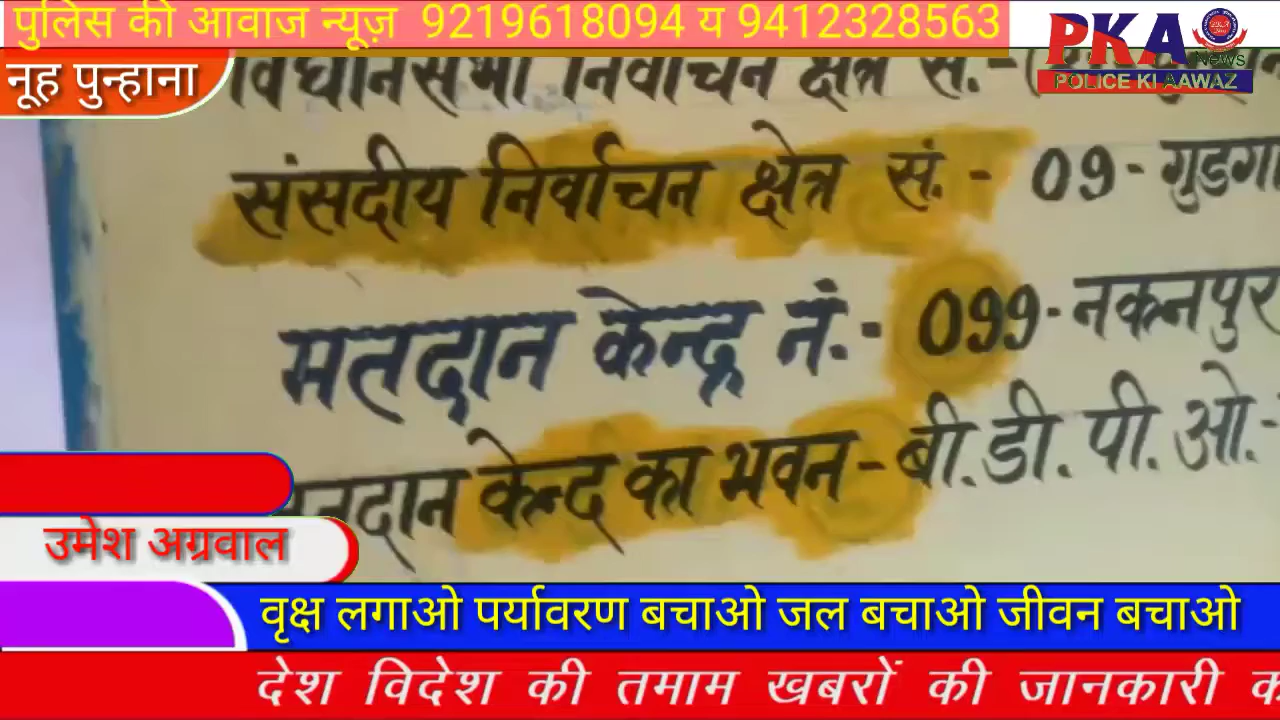 पुलिस की आवाज न्यूज़ 9219618094 य 9412328563
PKA News
POLICE KI AAWAZ
नूह पुन्हाना
विधानसभा निर्वाचन क्षेत्र सं.-
संसदीय निर्वाचन क्षेत्र सं. - 09-गुडगा
मतदान केन्द्र नं.- 099-नकनपुर
मतदान केन्द का भवन-बी.डी.पी.ओ.-
उमेश अग्रवाल
वृक्ष लगाओ पर्यावरण बचाओ जल बचाओ जीवन बचाओ
देश विदेश की तमाम खबरों की जानकारी क